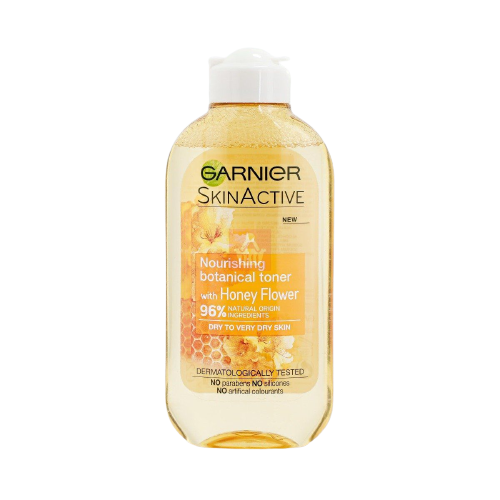 GARNIER
SKINACTIVE
NEW
Nourishing
botanical toner
with Honey Flower
96% NATURAL ORIGIN
INGREDIENTS
DRY TO VERY DRY SKIN
DERMATOLOGICALLY TESTED
NO parabens NO silicones
NO artifical colourants